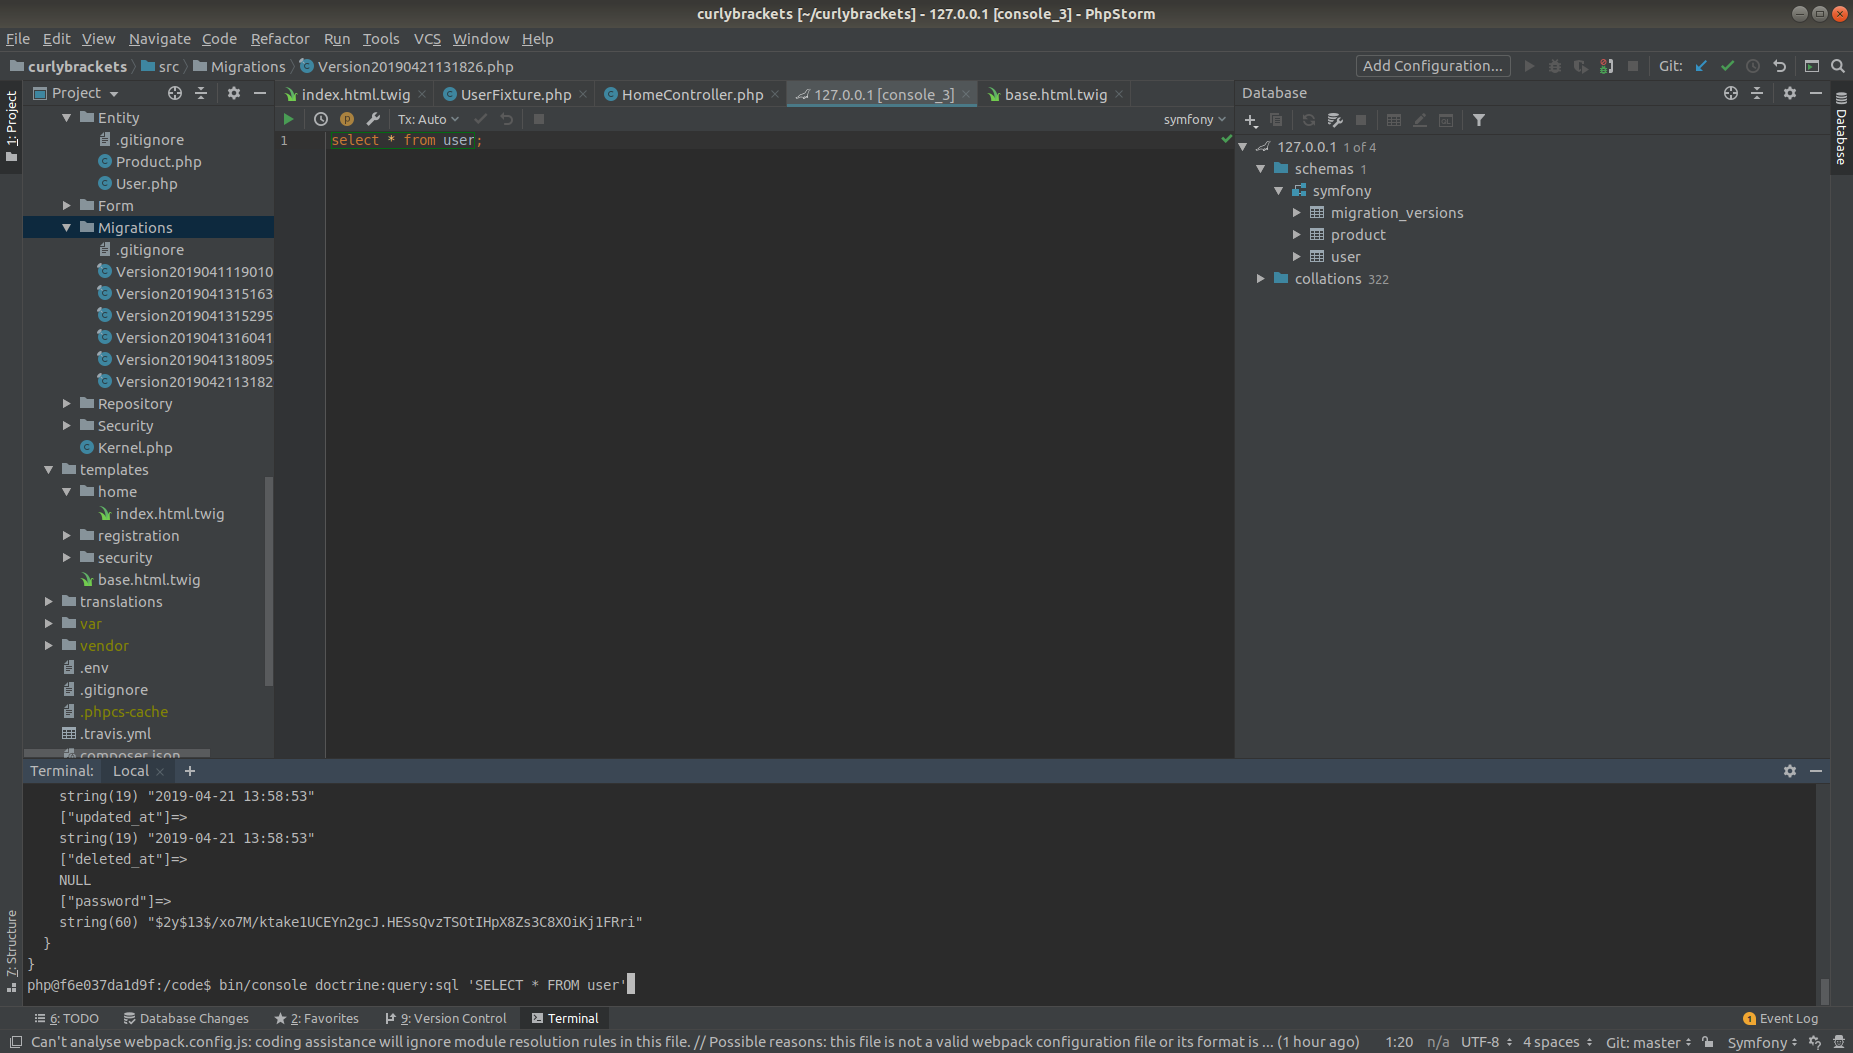 curlybrackets [~/curlybrackets] - 127.0.0.1 [console_3] - PhpStorm
File Edit View Navigate Code Refactor Run Tools VCS Window Help
curlybrackets src Migrations Version20190421131826.php Add Configuration... Git:
1: Project
Project
index.html.twig UserFixture.php HomeController.php 127.0.0.1 [console_3] base.html.twig
Tx: Auto symfony
1 select * from user;
Entity
.gitignore
Product.php
User.php
Form
Migrations
.gitignore
Version2019041119010
Version2019041315163
Version2019041315295
Version2019041316041
Version2019041318095
Version2019042113182
Repository
Security
Kernel.php
templates
home
index.html.twig
registration
security
base.html.twig
translations
var
vendor
.env
.gitignore
.phpcs-cache
.travis.yml
composer.json
Database
127.0.0.1 1 of 4
schemas 1
symfony
migration_versions
product
user
collations 322
Database
Terminal: Local
string(19) "2019-04-21 13:58:53"
["updated_at"]=>
string(19) "2019-04-21 13:58:53"
["deleted_at"]=>
NULL
["password"]=>
string(60) "$2y$13$/xo7M/ktake1UCEYn2gcJ.HESsQvzTSOtIHpX8Zs3C8XOiKj1FRri"
}
}
php@f6e037da1d9f:/code$ bin/console doctrine:query:sql 'SELECT * FROM user'
7: Structure
6: TODO Database Changes 2: Favorites 9: Version Control Terminal 1 Event Log
Can't analyse webpack.config.js: coding assistance will ignore module resolution rules in this file. // Possible reasons: this file is not a valid webpack configuration file or its format is ... (1 hour ago) 1:20 n/a UTF-8 4 spaces Git: master Symfony